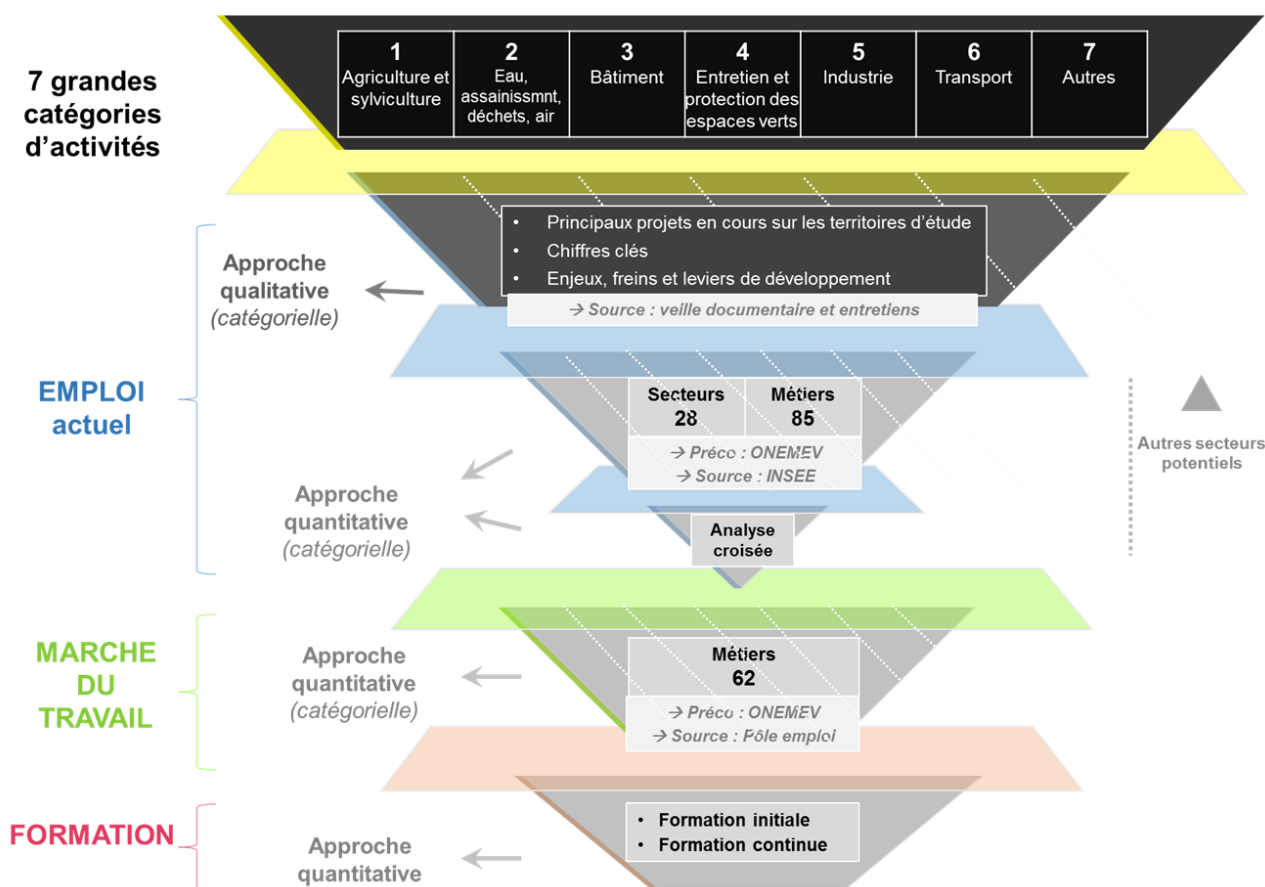 7 grandes
catégories
d'activités
1
Agriculture et
sylviculture
2
Eau,
assainissmnt,
déchets, air
3
Bâtiment
4
Entretien et
protection des
espaces verts
5
Industrie
6
Transport
7
Autres
EMPLOI
actuel
Approche
qualitative
(catégorielle)
• Principaux projets en cours sur les territoires d'étude
• Chiffres clés
• Enjeux, freins et leviers de développement
→ Source : veille documentaire et entretiens
Approche
quantitative
(catégorielle)
Secteurs
28
Métiers
85
→ Préco : ONEMEV
→ Source : INSEE
Analyse
croisée
Autres secteurs
potentiels
MARCHE
DU
TRAVAIL
Approche
quantitative
(catégorielle)
Métiers
62
→ Préco : ONEMEV
→ Source : Pôle emploi
FORMATION
Approche
quantitative
• Formation initiale
• Formation continue